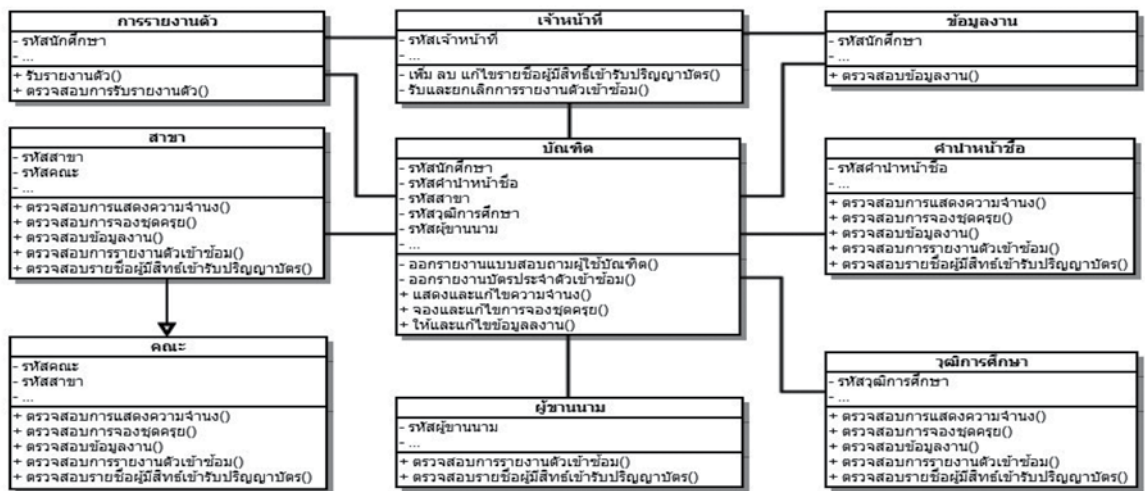 การรายงานตัว
- รหัสนักศึกษา
- ...
+ รับรายงานตัว()
+ ตรวจสอบการรับรายงานตัว()
เจ้าหน้าที่
- รหัสเจ้าหน้าที่
- ...
- เพิ่ม ลบ แก้ไขรายชื่อผู้มีสิทธิ์เข้ารับปริญญาบัตร()
- รับและยกเลิกการรายงานตัวเข้าซ้อม()
ข้อมูลงาน
- รหัสนักศึกษา
- ...
+ ตรวจสอบข้อมูลงาน()
สาขา
- รหัสสาขา
- รหัสคณะ
- ...
+ ตรวจสอบการแสดงความจำนง()
+ ตรวจสอบการจองชุดครุย()
+ ตรวจสอบข้อมูลงาน()
+ ตรวจสอบการรายงานตัวเข้าซ้อม()
+ ตรวจสอบรายชื่อผู้มีสิทธ์เข้ารับปริญญาบัตร()
บัณฑิต
- รหัสนักศึกษา
- รหัสคำนำหน้าชื่อ
- รหัสสาขา
- รหัสวุฒิการศึกษา
- รหัสผู้ขานนาม
- ...
- ออกรายงานแบบสอบถามผู้ใช้บัณฑิต()
- ออกรายงานบัตรประจำตัวเข้าซ้อม()
+ แสดงและแก้ไขความจำนง()
+ จองและแก้ไขการจองชุดครุย()
+ ให้และแก้ไขข้อมูลลงาน()
คำนำหน้าชื่อ
- รหัสคำนำหน้าชื่อ
- ...
+ ตรวจสอบการแสดงความจำนง()
+ ตรวจสอบการจองชุดครุย()
+ ตรวจสอบข้อมูลงาน()
+ ตรวจสอบการรายงานตัวเข้าซ้อม()
+ ตรวจสอบรายชื่อผู้มีสิทธ์เข้ารับปริญญาบัตร()
คณะ
- รหัสคณะ
- รหัสสาขา
- ...
+ ตรวจสอบการแสดงความจำนง()
+ ตรวจสอบการจองชุดครุย()
+ ตรวจสอบข้อมูลงาน()
+ ตรวจสอบการรายงานตัวเข้าซ้อม()
+ ตรวจสอบรายชื่อผู้มีสิทธ์เข้ารับปริญญาบัตร()
ผู้ขานนาม
- รหัสผู้ขานนาม
- ...
+ ตรวจสอบการรายงานตัวเข้าซ้อม()
+ ตรวจสอบรายชื่อผู้มีสิทธ์เข้ารับปริญญาบัตร()
วุฒิการศึกษา
- รหัสวุฒิการศึกษา
- ...
+ ตรวจสอบการแสดงความจำนง()
+ ตรวจสอบการจองชุดครุย()
+ ตรวจสอบข้อมูลงาน()
+ ตรวจสอบการรายงานตัวเข้าซ้อม()
+ ตรวจสอบรายชื่อผู้มีสิทธ์เข้ารับปริญญาบัตร()